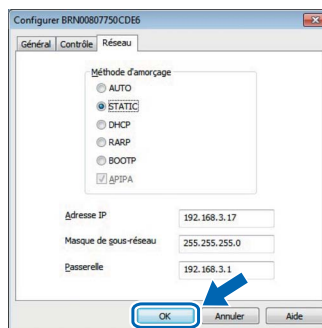 Configurer BRN00807750CDE6
Général Contrôle Réseau
Méthode d'amorçage
AUTO
STATIC
DHCP
RARP
BOOTP
APIPA
Adresse IP 192.168.3.17
Masque de sous-réseau 255.255.255.0
Passerelle 192.168.3.1
OK Annuler Aide